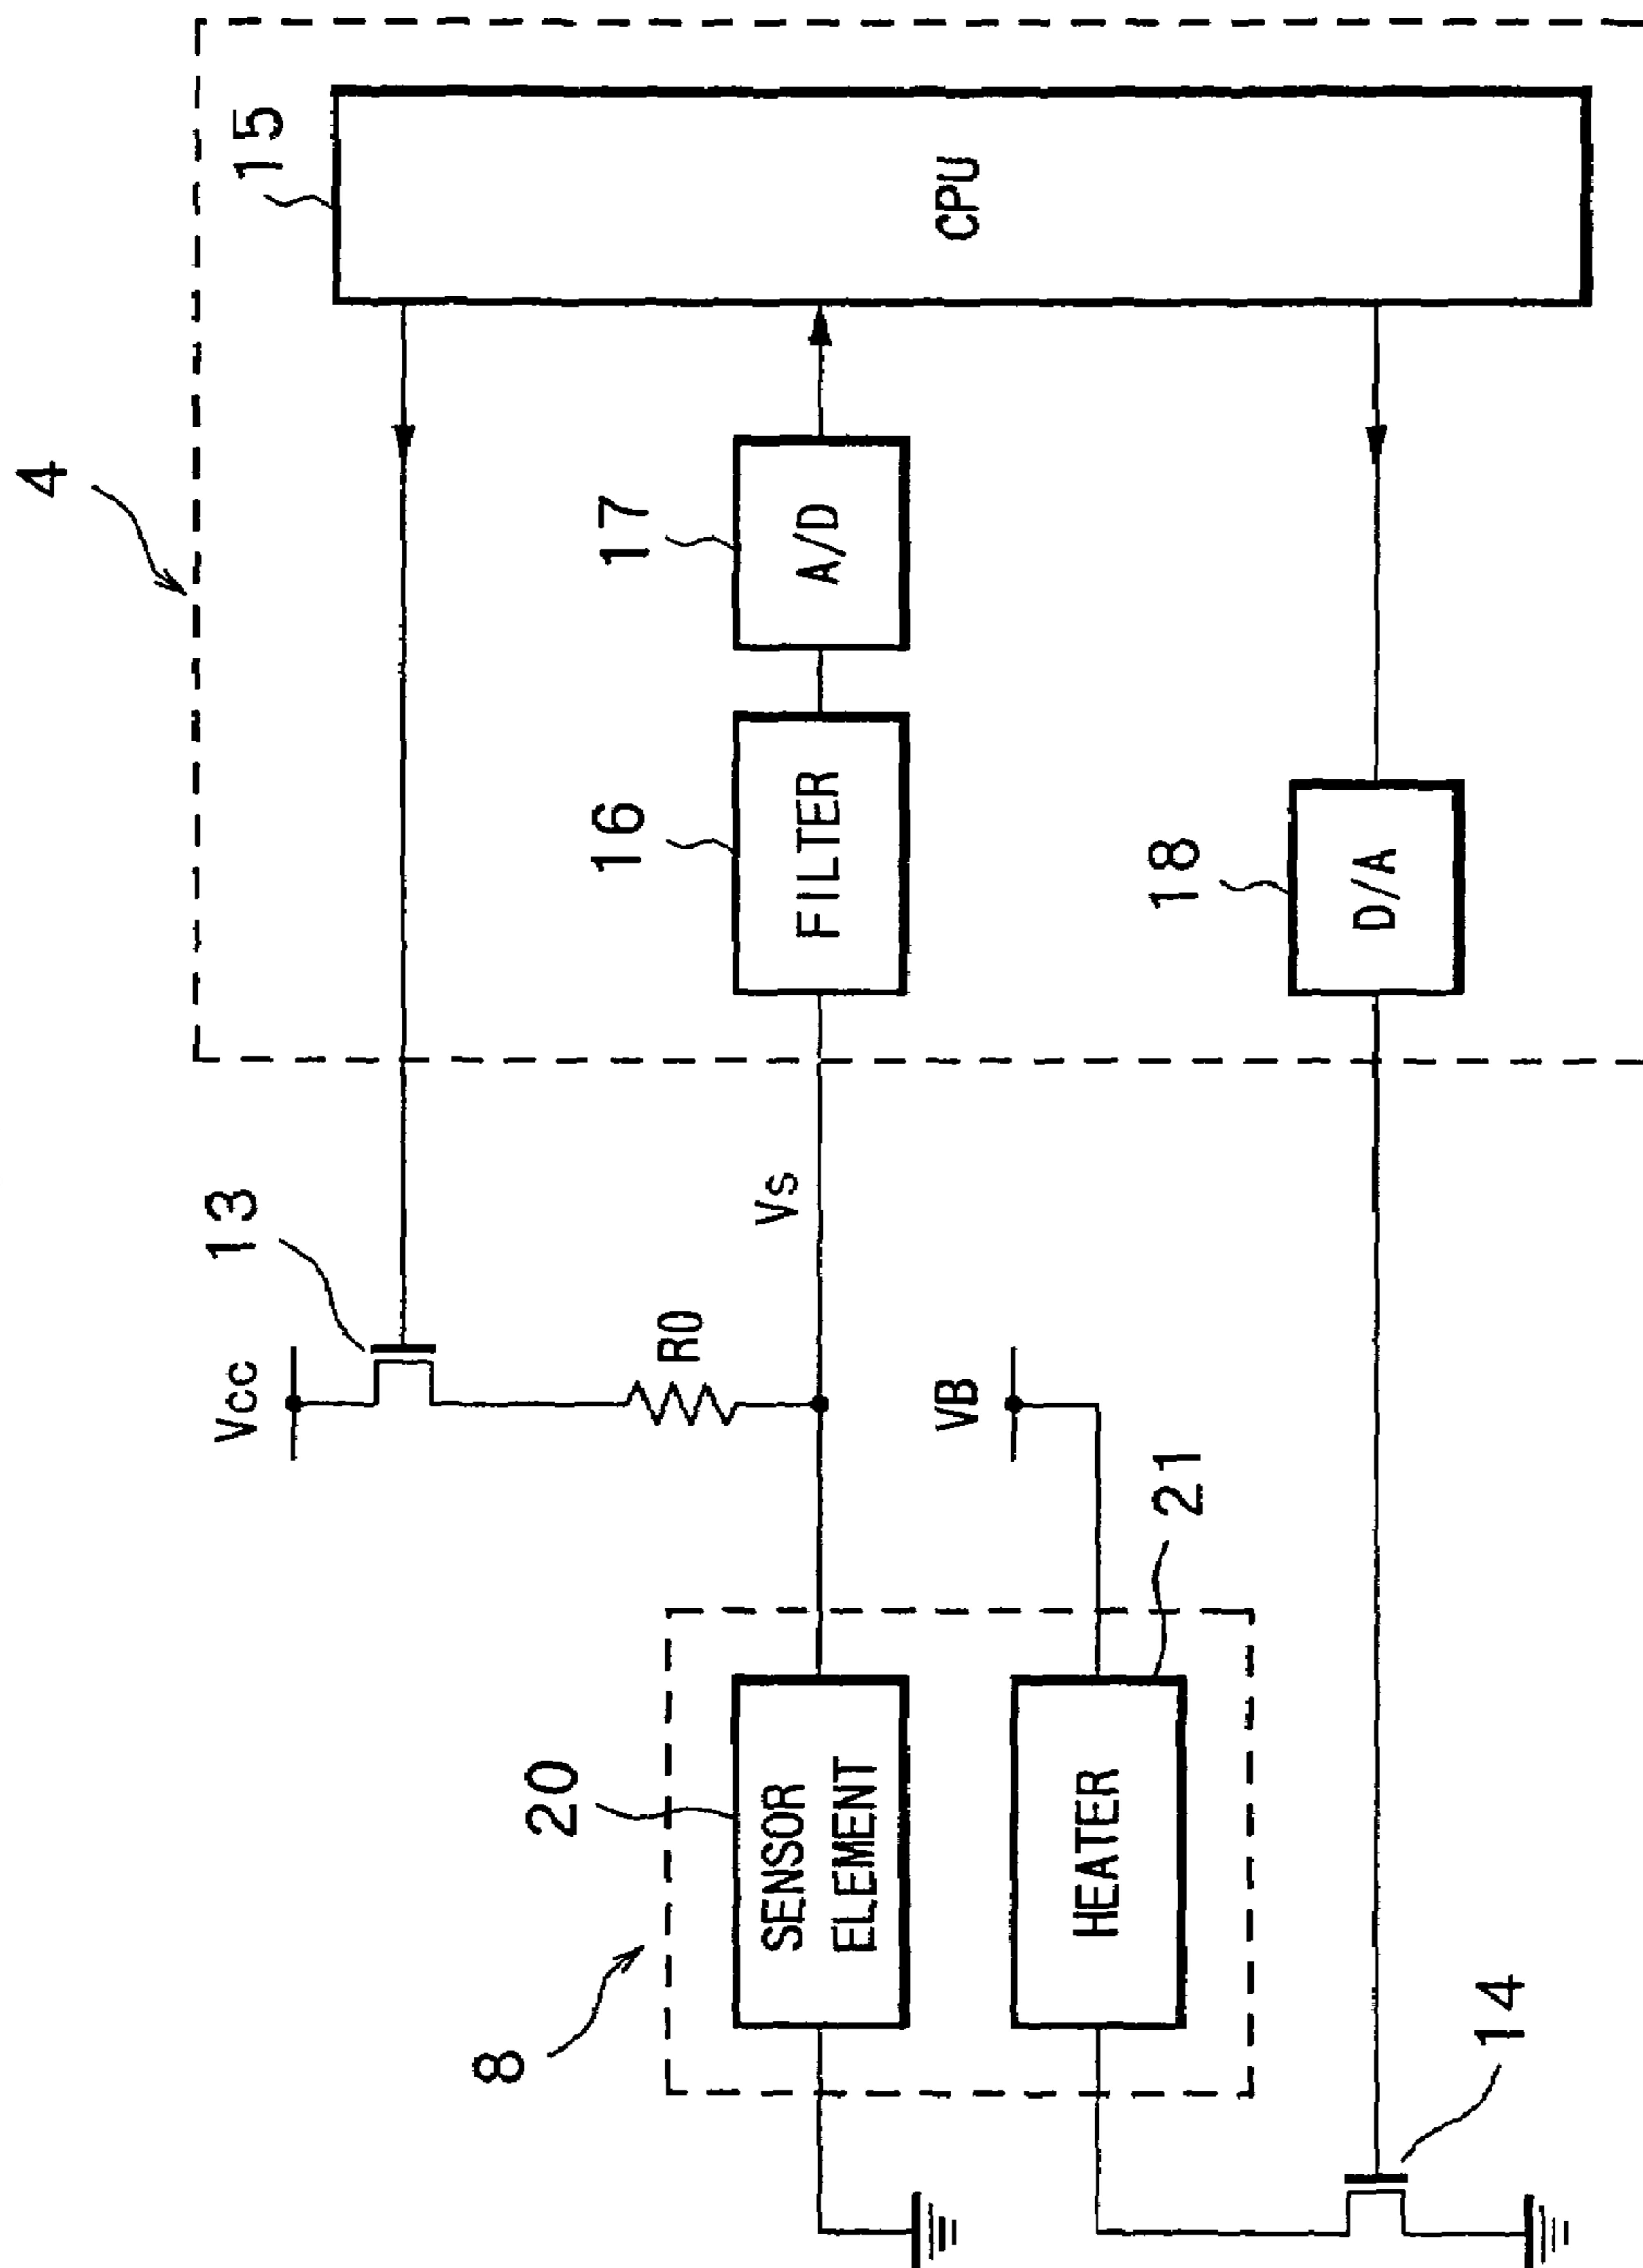 4
Vcc
13
15
8
20
16
17
R0
Vs
SENSOR
ELEMENT
FILTER
A/D
VB
CPU
HEATER
21
18
D/A
14